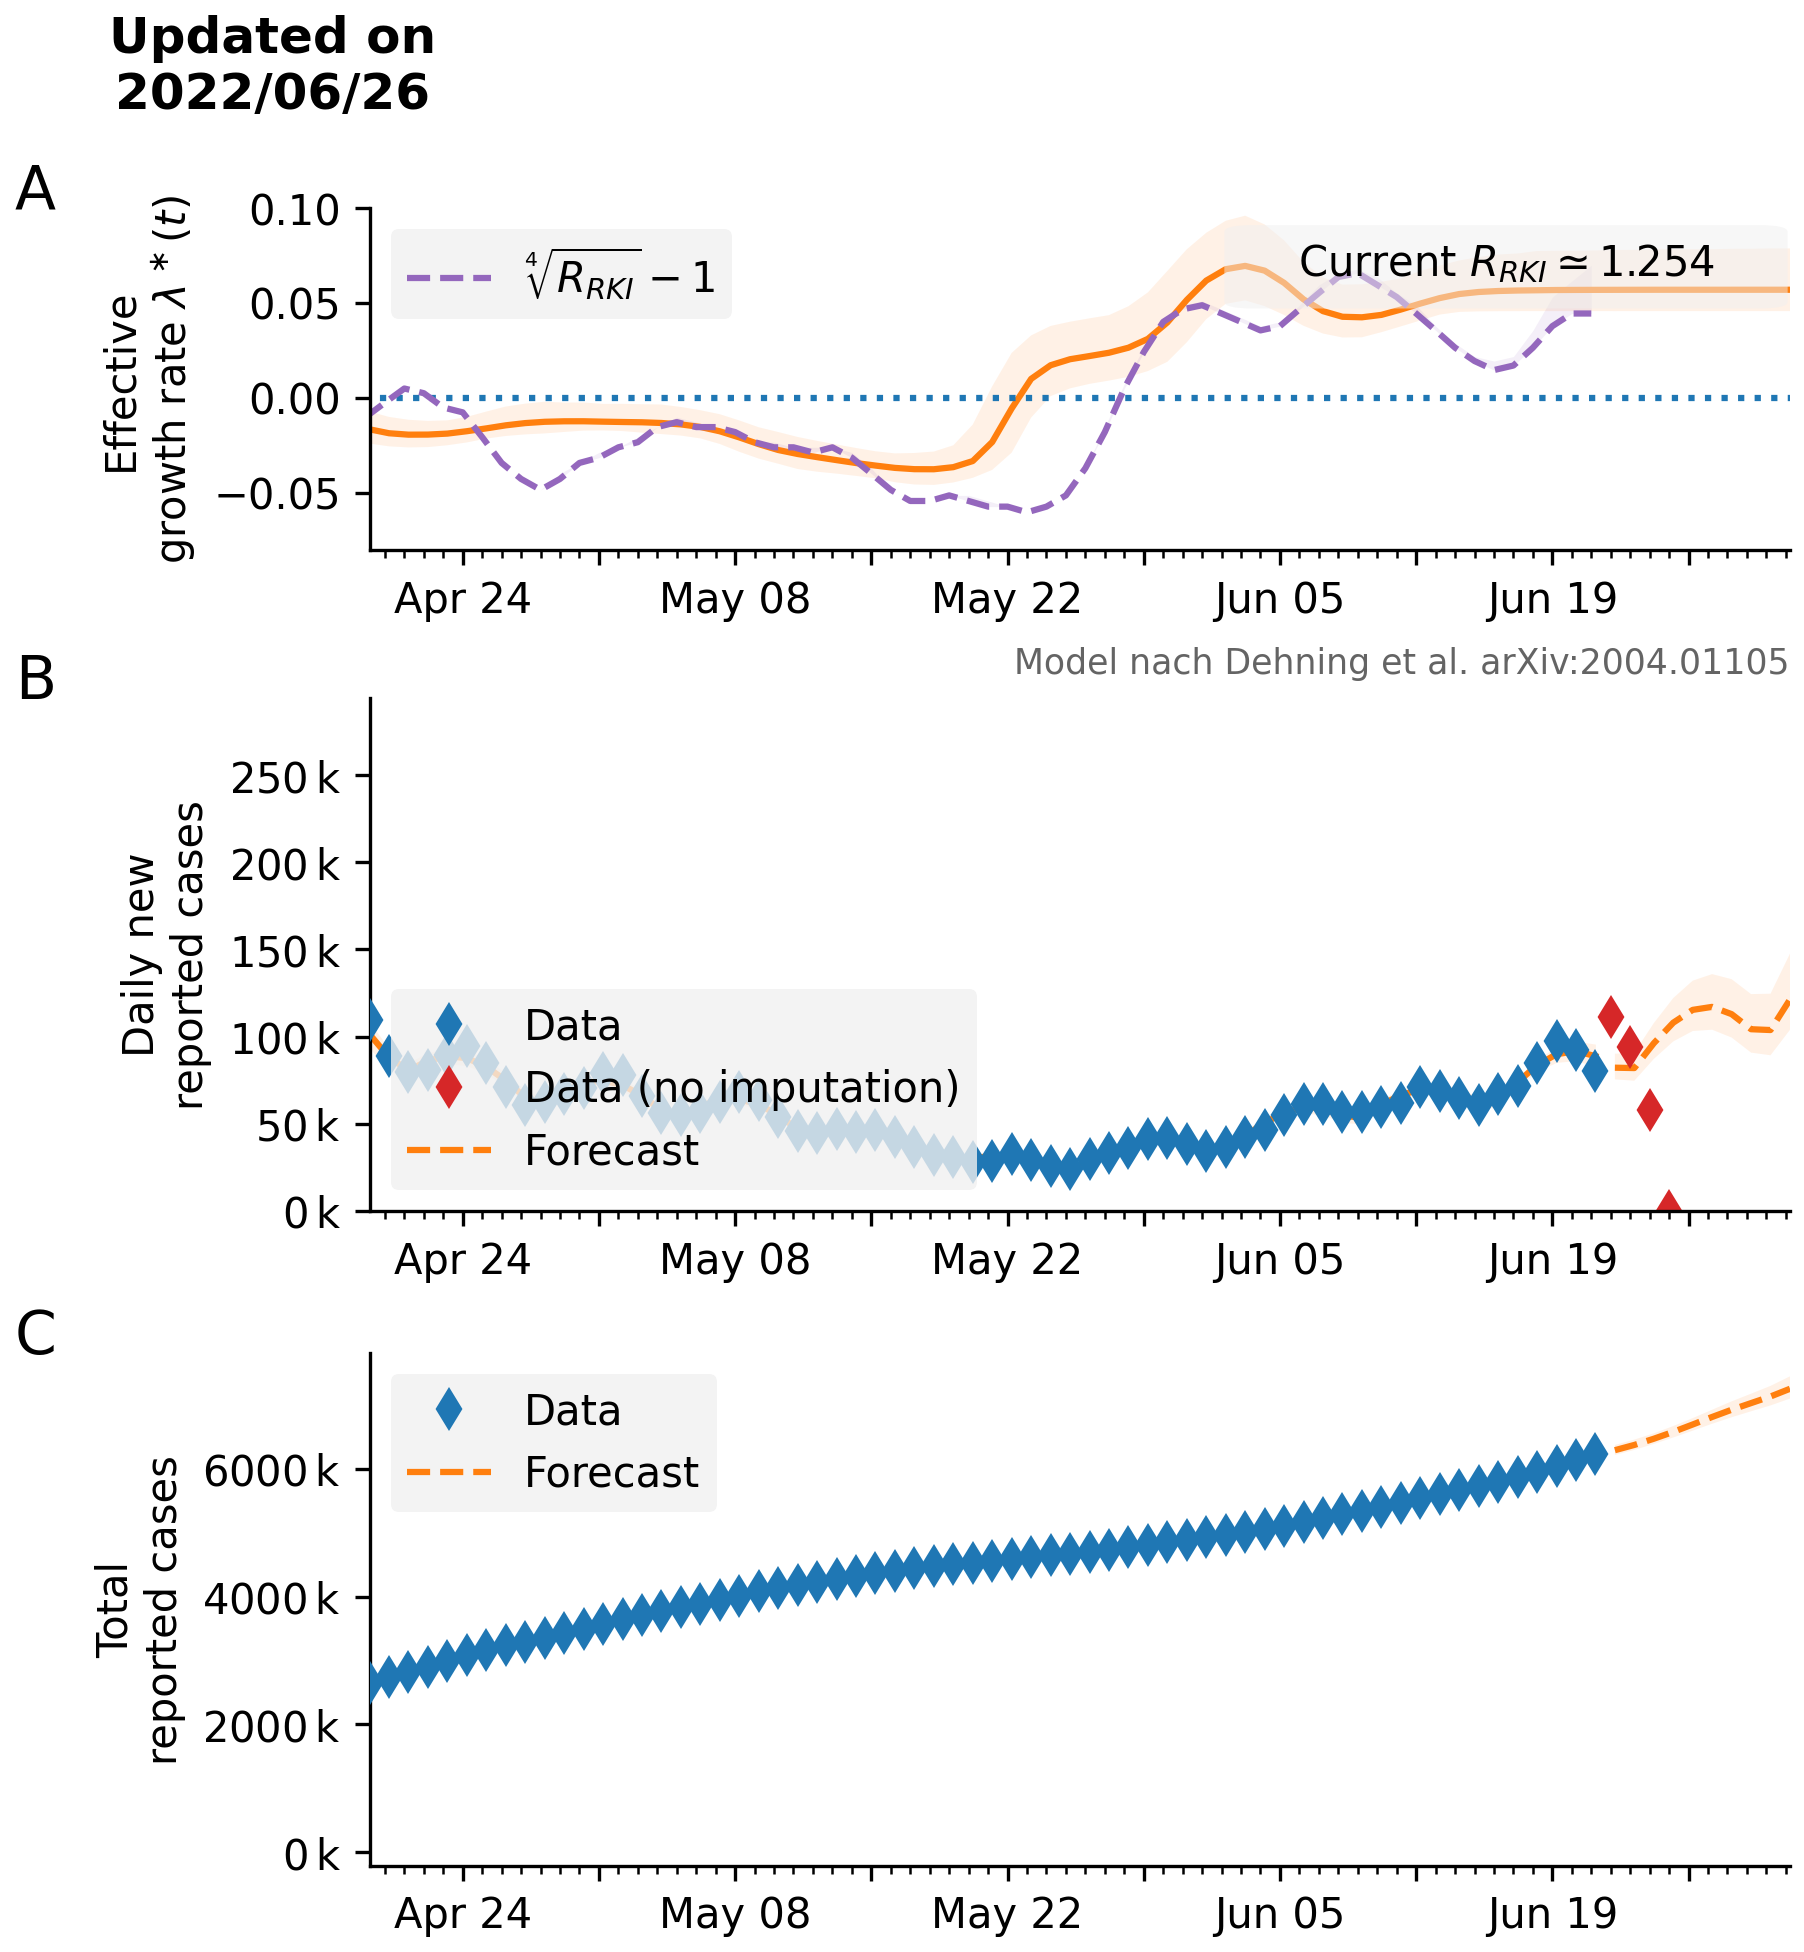 Updated on
2022/06/26
A
Effective
growth rate λ * (t)
0.10
0.05
0.00
−0.05
∜R_RKI − 1
Current R_RKI ≃ 1.254
Apr 24 May 08 May 22 Jun 05 Jun 19
Model nach Dehning et al. arXiv:2004.01105
B
Daily new
reported cases
250 k
200 k
150 k
100 k
50 k
0 k
Data
Data (no imputation)
Forecast
Apr 24 May 08 May 22 Jun 05 Jun 19
C
Total
reported cases
6000 k
4000 k
2000 k
0 k
Data
Forecast
Apr 24 May 08 May 22 Jun 05 Jun 19